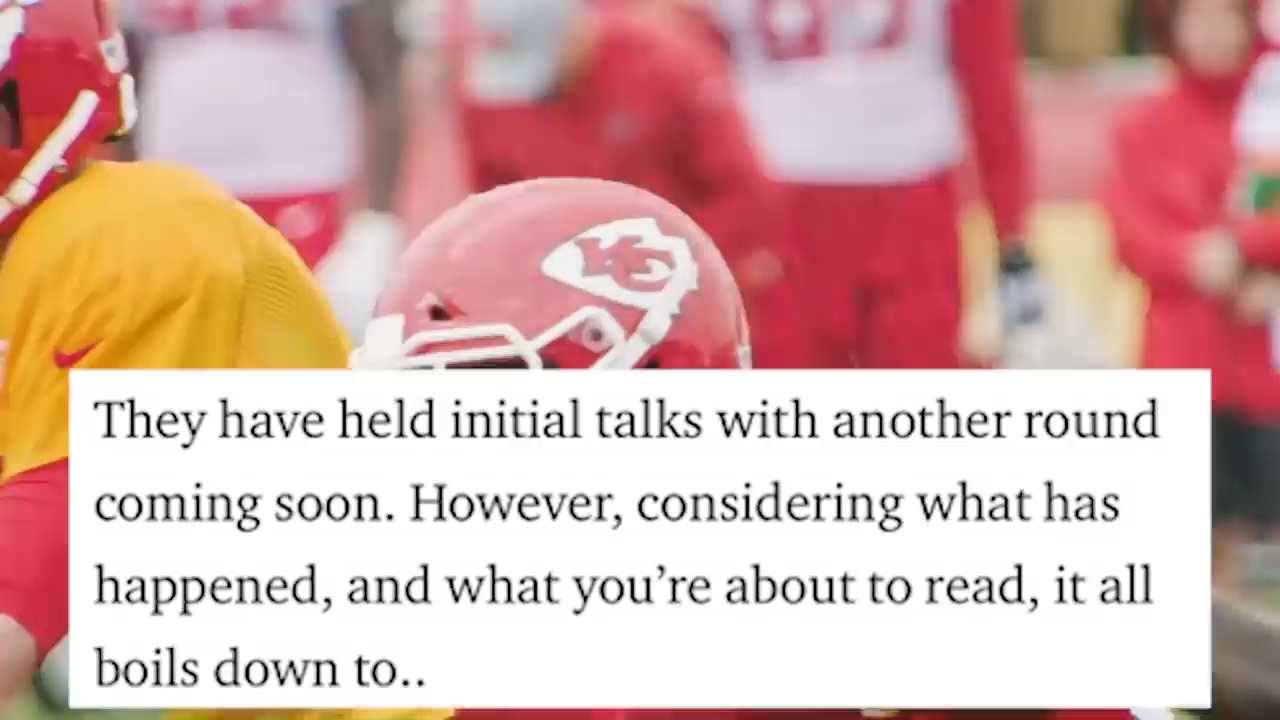 KC
They have held initial talks with another round
coming soon. However, considering what has
happened, and what you’re about to read, it all
boils down to..